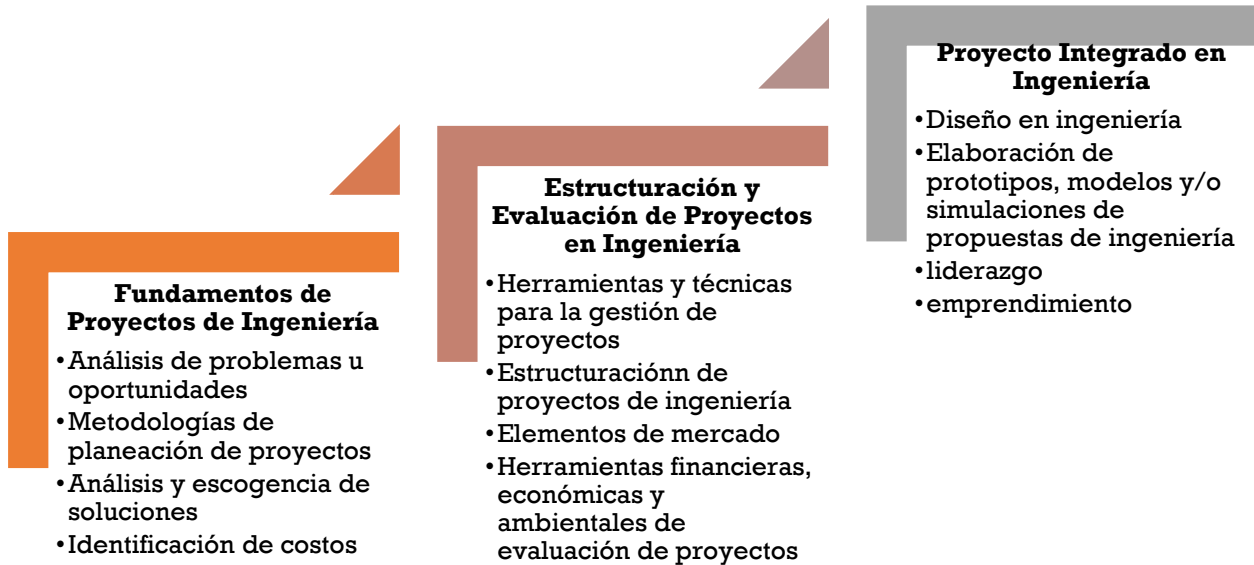 Fundamentos de
Proyectos de Ingeniería
•Análisis de problemas u
oportunidades
•Metodologías de
planeación de proyectos
•Análisis y escogencia de
soluciones
•Identificación de costos
Estructuración y
Evaluación de Proyectos
en Ingeniería
•Herramientas y técnicas
para la gestión de
proyectos
•Estructuraciónn de
proyectos de ingeniería
•Elementos de mercado
•Herramientas financieras,
económicas y
ambientales de
evaluación de proyectos
Proyecto Integrado en
Ingeniería
•Diseño en ingeniería
•Elaboración de
prototipos, modelos y/o
simulaciones de
propuestas de ingeniería
•liderazgo
•emprendimiento